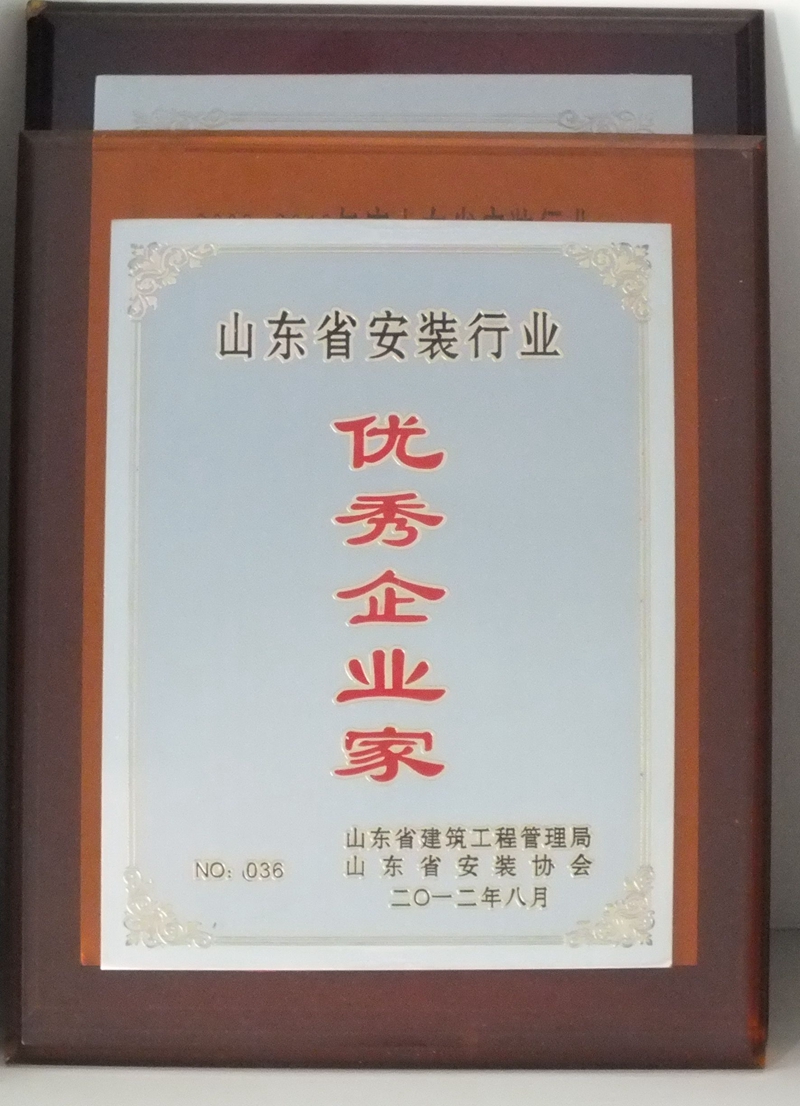 山东省安装行业
优秀企业家
山东省建筑工程管理局
NO: 036
山东省安装协会
二〇一二年八月